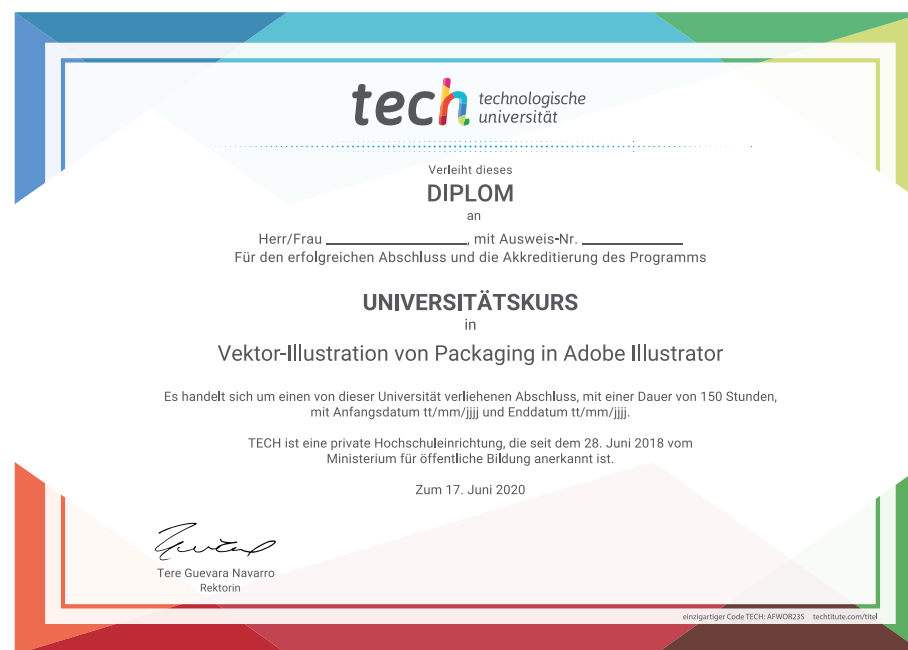 tech technologische
universität
Verleiht dieses
DIPLOM
an
Herr/Frau ____________, mit Ausweis-Nr. ____________
Für den erfolgreichen Abschluss und die Akkreditierung des Programms
UNIVERSITÄTSKURS
in
Vektor-Illustration von Packaging in Adobe Illustrator
Es handelt sich um einen von dieser Universität verliehenen Abschluss, mit einer Dauer von 150 Stunden,
mit Anfangsdatum tt/mm/jjjj und Enddatum tt/mm/jjjj.
TECH ist eine private Hochschuleinrichtung, die seit dem 28. Juni 2018 vom
Ministerium für öffentliche Bildung anerkannt ist.
Zum 17. Juni 2020
Tere Guevara Navarro
Rektorin
einzigartiger Code TECH: AFWOR23S techtitute.com/titel